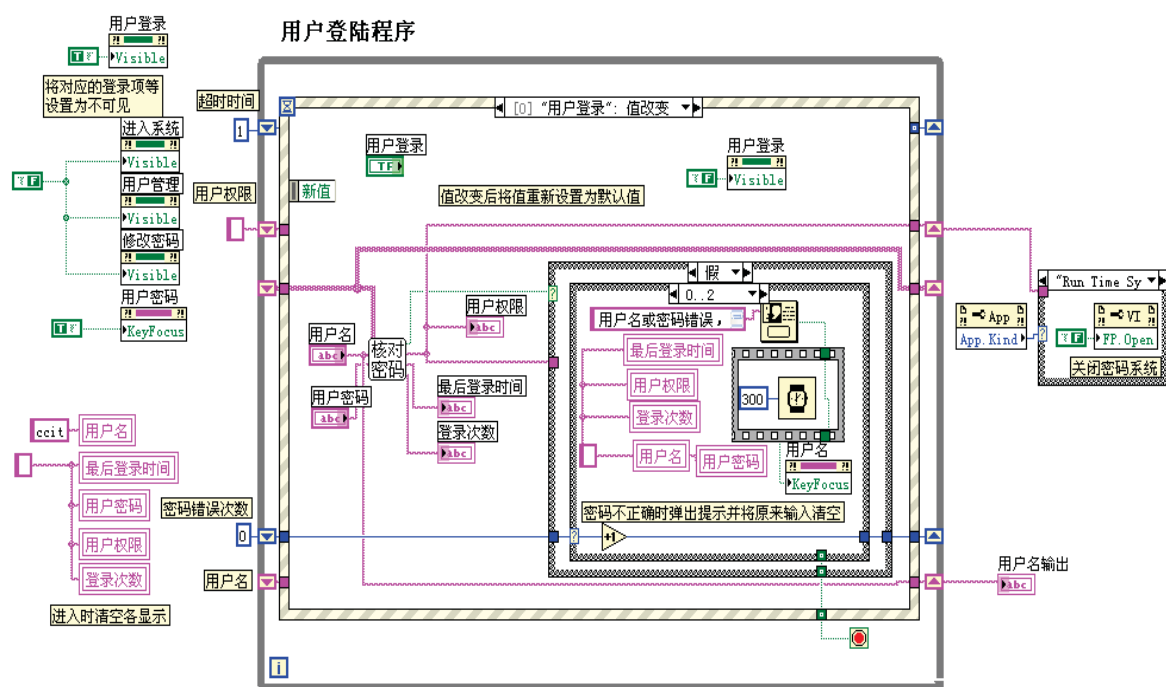 用户登陆程序
用户登录
T
Visible
将对应的登录项等
设置为不可见
进入系统
Visible
F
用户管理
Visible
修改密码
Visible
用户密码
T
KeyFocus
超时时间
1
[0] "用户登录": 值改变
用户登录
TF
用户登录
F
Visible
新值
用户权限
值改变后将值重新设置为默认值
假
0..2
用户名或密码错误，
用户权限
abc
用户名
abc
核对
密码
用户密码
abc
最后登录时间
abc
登录次数
abc
最后登录时间
用户权限
登录次数
用户名
用户密码
300
用户名
KeyFocus
密码不正确时弹出提示并将原来输入清空
?
?
+1
"Run Time Sy
App
App.Kind
?
VI
F
FP.Open
关闭密码系统
ccit
用户名
最后登录时间
用户密码
用户权限
登录次数
进入时清空各显示
密码错误次数
0
用户名
用户名输出
abc
i